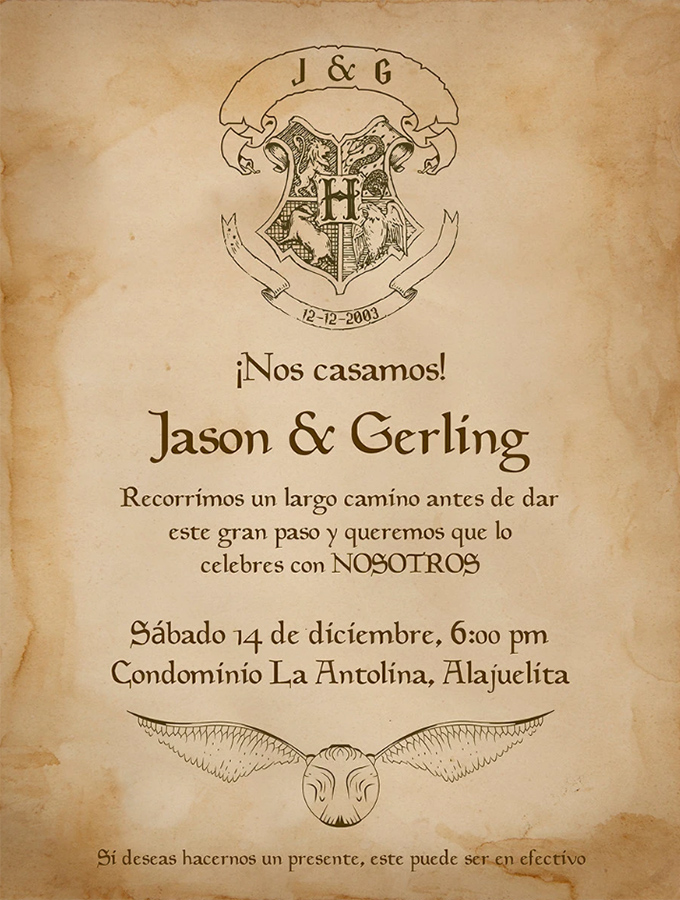 J & G
H
12-12-2003
¡Nos casamos!
Jason & Gerling
Recorrimos un largo camino antes de dar
este gran paso y queremos que lo
celebres con NOSOTROS
Sábado 14 de diciembre, 6:00 pm
Condominio La Antolina, Alajuelita
Si deseas hacernos un presente, este puede ser en efectivo